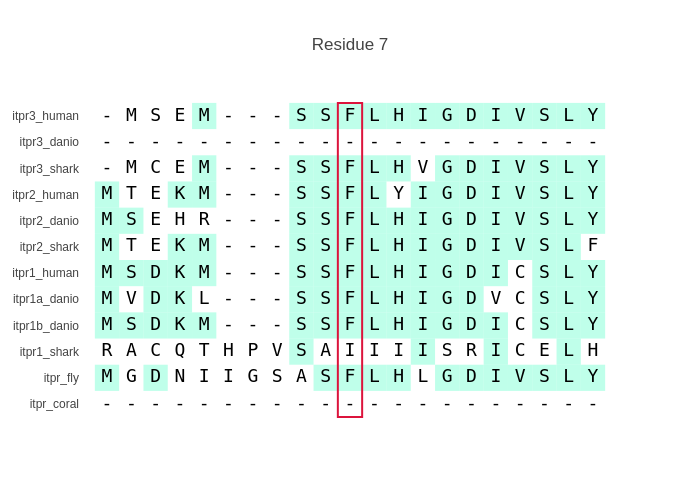 Residue 7
itpr3_human - M S E M - - - S S F L H I G D I V S L Y
itpr3_danio - - - - - - - - - - - - - - - - - - - - -
itpr3_shark - M C E M - - - S S F L H V G D I V S L Y
itpr2_human M T E K M - - - S S F L Y I G D I V S L Y
itpr2_danio M S E H R - - - S S F L H I G D I V S L Y
itpr2_shark M T E K M - - - S S F L H I G D I V S L F
itpr1_human M S D K M - - - S S F L H I G D I C S L Y
itpr1a_danio M V D K L - - - S S F L H I G D V C S L Y
itpr1b_danio M S D K M - - - S S F L H I G D I C S L Y
itpr1_shark R A C Q T H P V S A I I I I S R I C E L H
itpr_fly M G D N I I G S A S F L H L G D I V S L Y
itpr_coral - - - - - - - - - - - - - - - - - - - - -